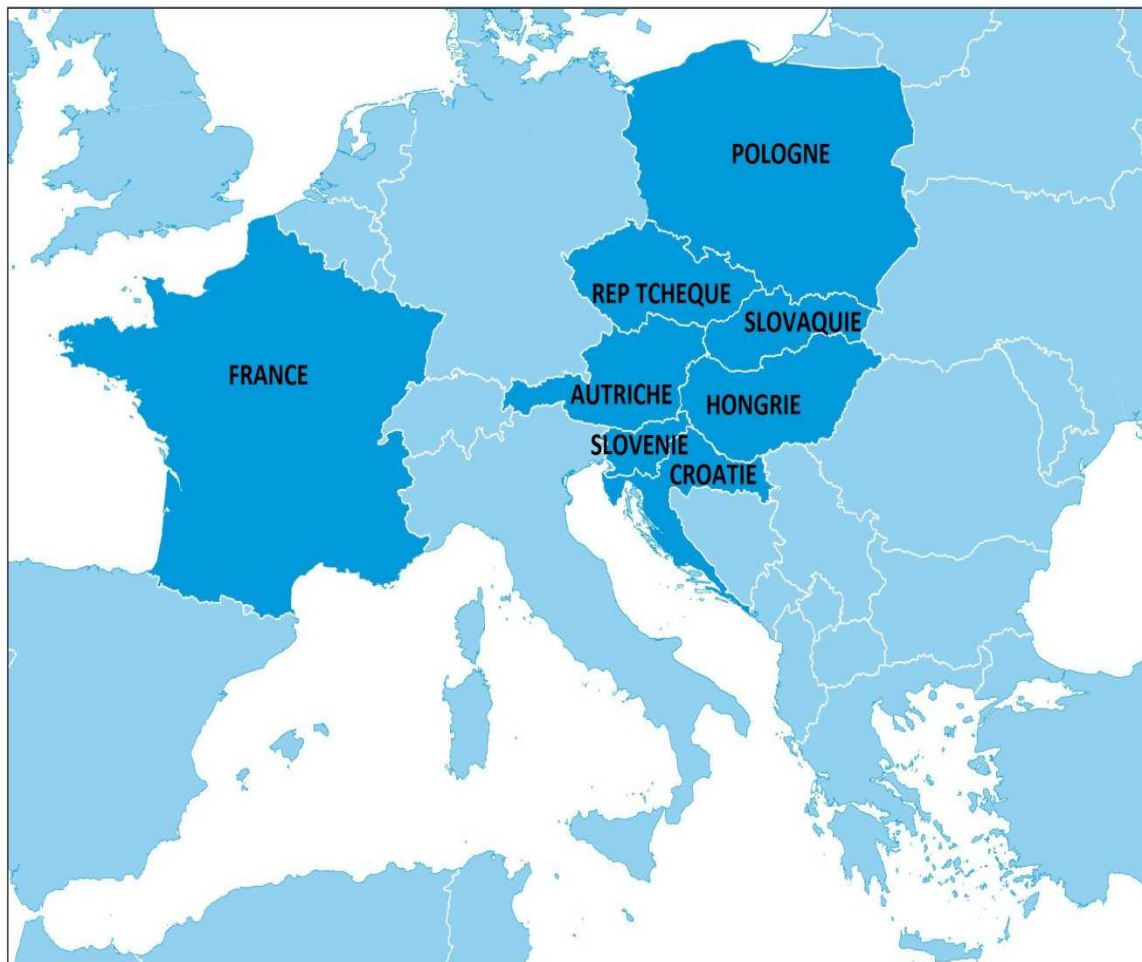 POLOGNE
REP TCHEQUE
SLOVAQUIE
FRANCE
AUTRICHE
HONGRIE
SLOVENIE
CROATIE